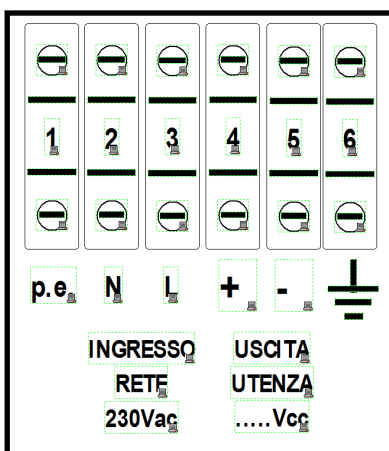 1 2 3 4 5 6
p.e. N L + -
INGRESSO USCITA
RETE UTENZA
230Vac .....Vcc